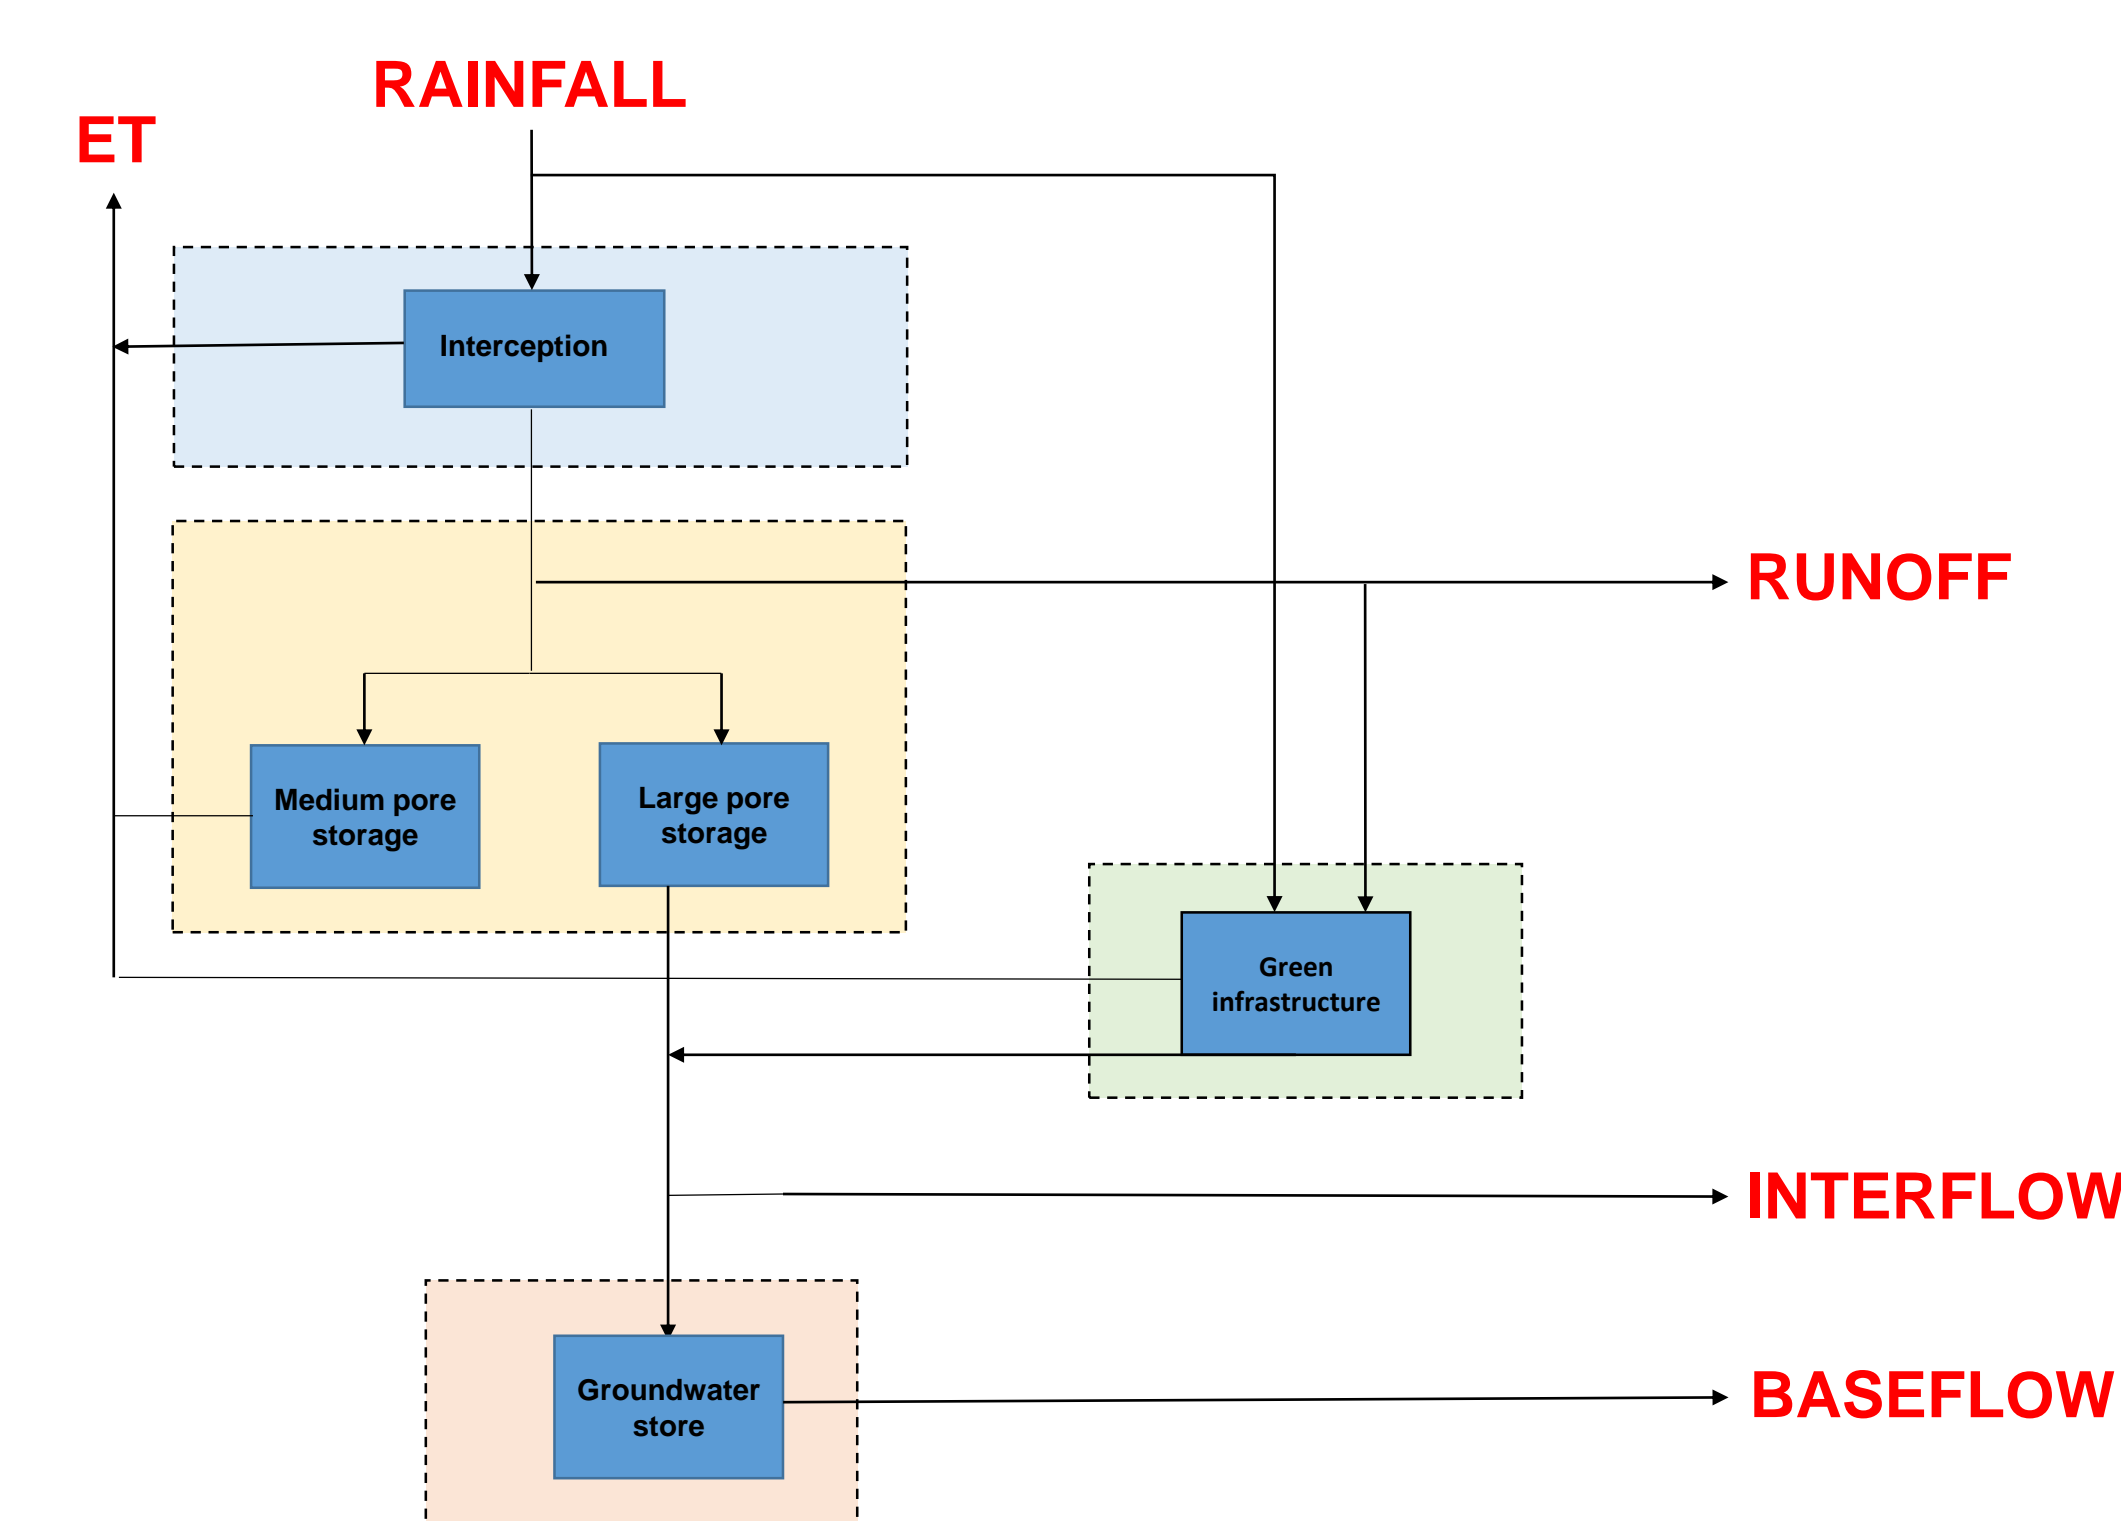 RAINFALL
ET
Interception
RUNOFF
Medium pore
storage
Large pore
storage
Green
infrastructure
INTERFLOW
BASEFLOW
Groundwater
store